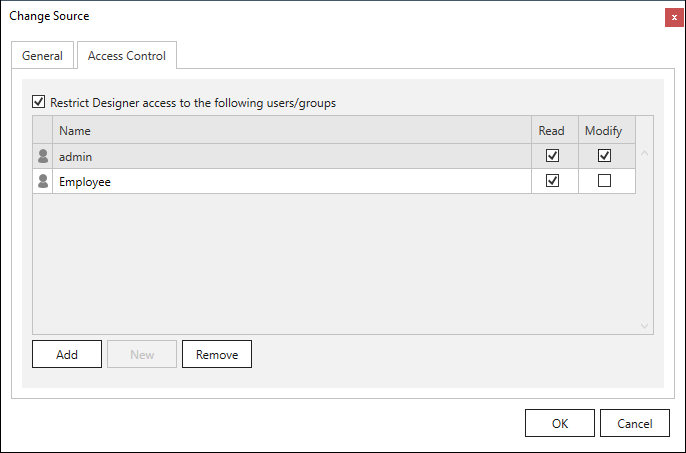 Change Source
x
General Access Control
Restrict Designer access to the following users/groups
Name Read Modify
admin
Employee
Add New Remove
OK Cancel